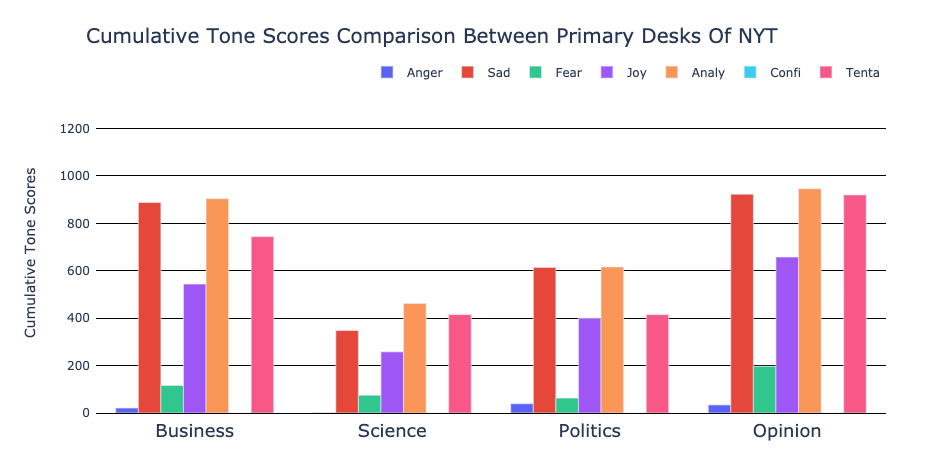 Cumulative Tone Scores Comparison Between Primary Desks Of NYT
Anger Sad Fear Joy Analy Confi Tenta
Cumulative Tone Scores
1200
1000
800
600
400
200
0
Business Science Politics Opinion